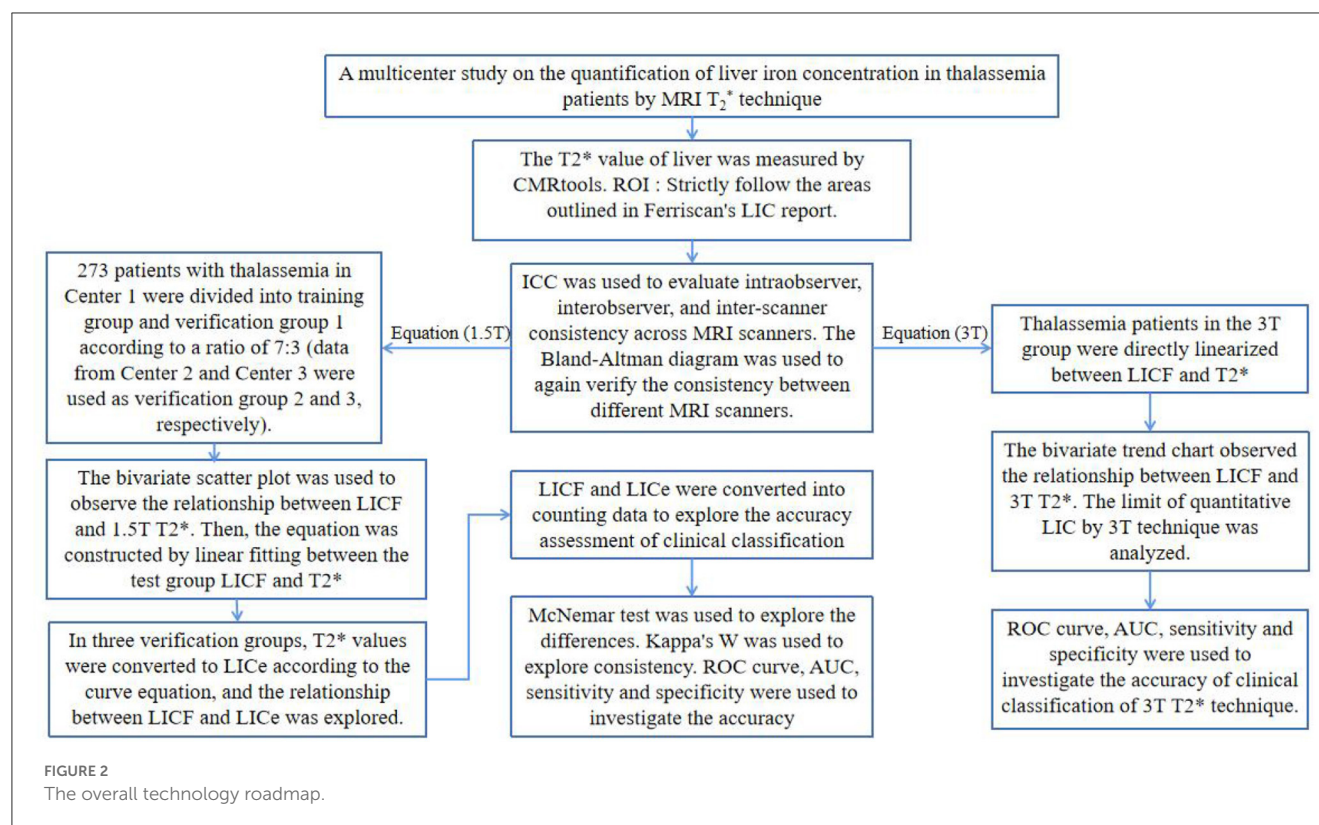 A multicenter study on the quantification of liver iron concentration in thalassemia
patients by MRI T₂* technique
The T2* value of liver was measured by
CMRtools. ROI : Strictly follow the areas
outlined in Ferriscan's LIC report.
273 patients with thalassemia in
Center 1 were divided into training
group and verification group 1
according to a ratio of 7:3 (data
from Center 2 and Center 3 were
used as verification group 2 and 3,
respectively).
Equation (1.5T)
ICC was used to evaluate intraobserver,
interobserver, and inter-scanner
consistency across MRI scanners. The
Bland-Altman diagram was used to
again verify the consistency between
different MRI scanners.
Equation (3T)
Thalassemia patients in the 3T
group were directly linearized
between LICF and T2*
The bivariate scatter plot was used to
observe the relationship between LICF
and 1.5T T2*. Then, the equation was
constructed by linear fitting between the
test group LICF and T2*
LICF and LICe were converted into
counting data to explore the accuracy
assessment of clinical classification
The bivariate trend chart observed
the relationship between LICF and
3T T2*. The limit of quantitative
LIC by 3T technique was
analyzed.
In three verification groups, T2* values
were converted to LICe according to the
curve equation, and the relationship
between LICF and LICe was explored.
McNemar test was used to explore the
differences. Kappa's W was used to
explore consistency. ROC curve, AUC,
sensitivity and specificity were used to
investigate the accuracy
ROC curve, AUC, sensitivity and
specificity were used to
investigate the accuracy of clinical
classification of 3T T2* technique.
FIGURE 2
The overall technology roadmap.